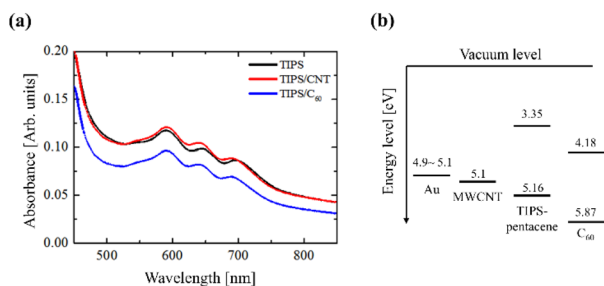 (a)
0.20
0.15
0.10
0.05
0.00
Absorbance [Arb. units]
TIPS
TIPS/CNT
TIPS/C₆₀
500
600
700
800
Wavelength [nm]
(b)
Vacuum level
Energy level [eV]
3.35
4.18
4.9~ 5.1
Au
5.1
MWCNT
5.16
TIPS-
pentacene
5.87
C₆₀